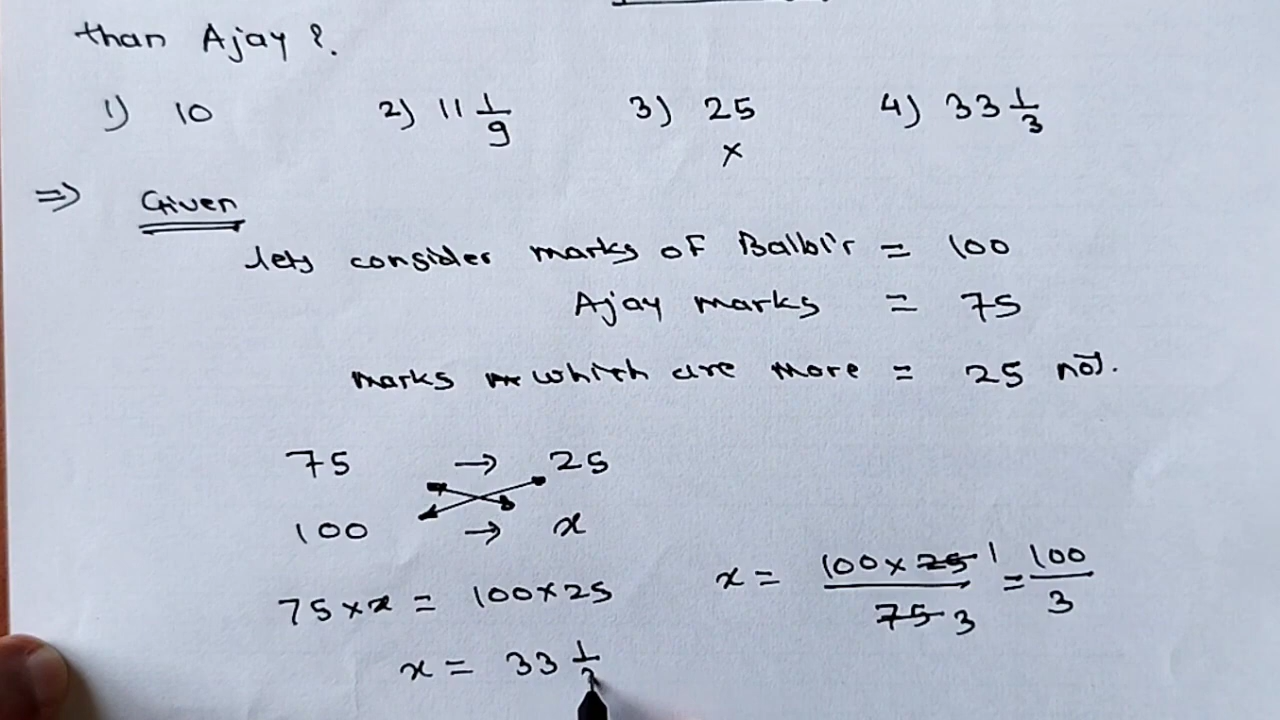 than Ajay ?.
1) 10 2) 11 1/9 3) 25 4) 33 1/3
x
⇒ Given
lets consider marks of Balbir = 100
Ajay marks = 75
marks which are more = 25
75 → 25
100 → x
75 × x = 100×25
x = 100×25 1 / 75 3 = 100/3
x = 33 1/